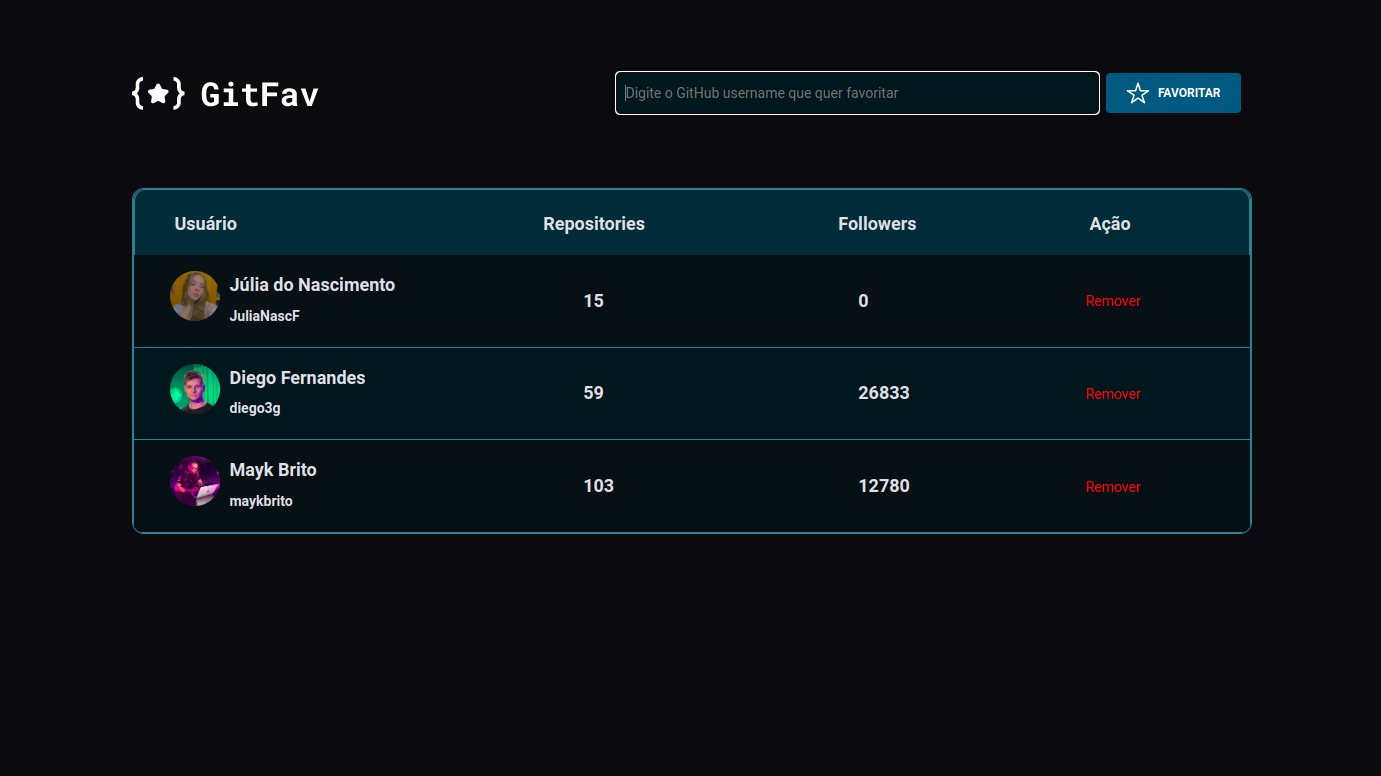 {★} GitFav
Digite o GitHub username que quer favoritar
FAVORITAR
Usuário Repositories Followers Ação
Júlia do Nascimento
JuliaNascF
15 0 Remover
Diego Fernandes
diego3g
59 26833 Remover
Mayk Brito
maykbrito
103 12780 Remover